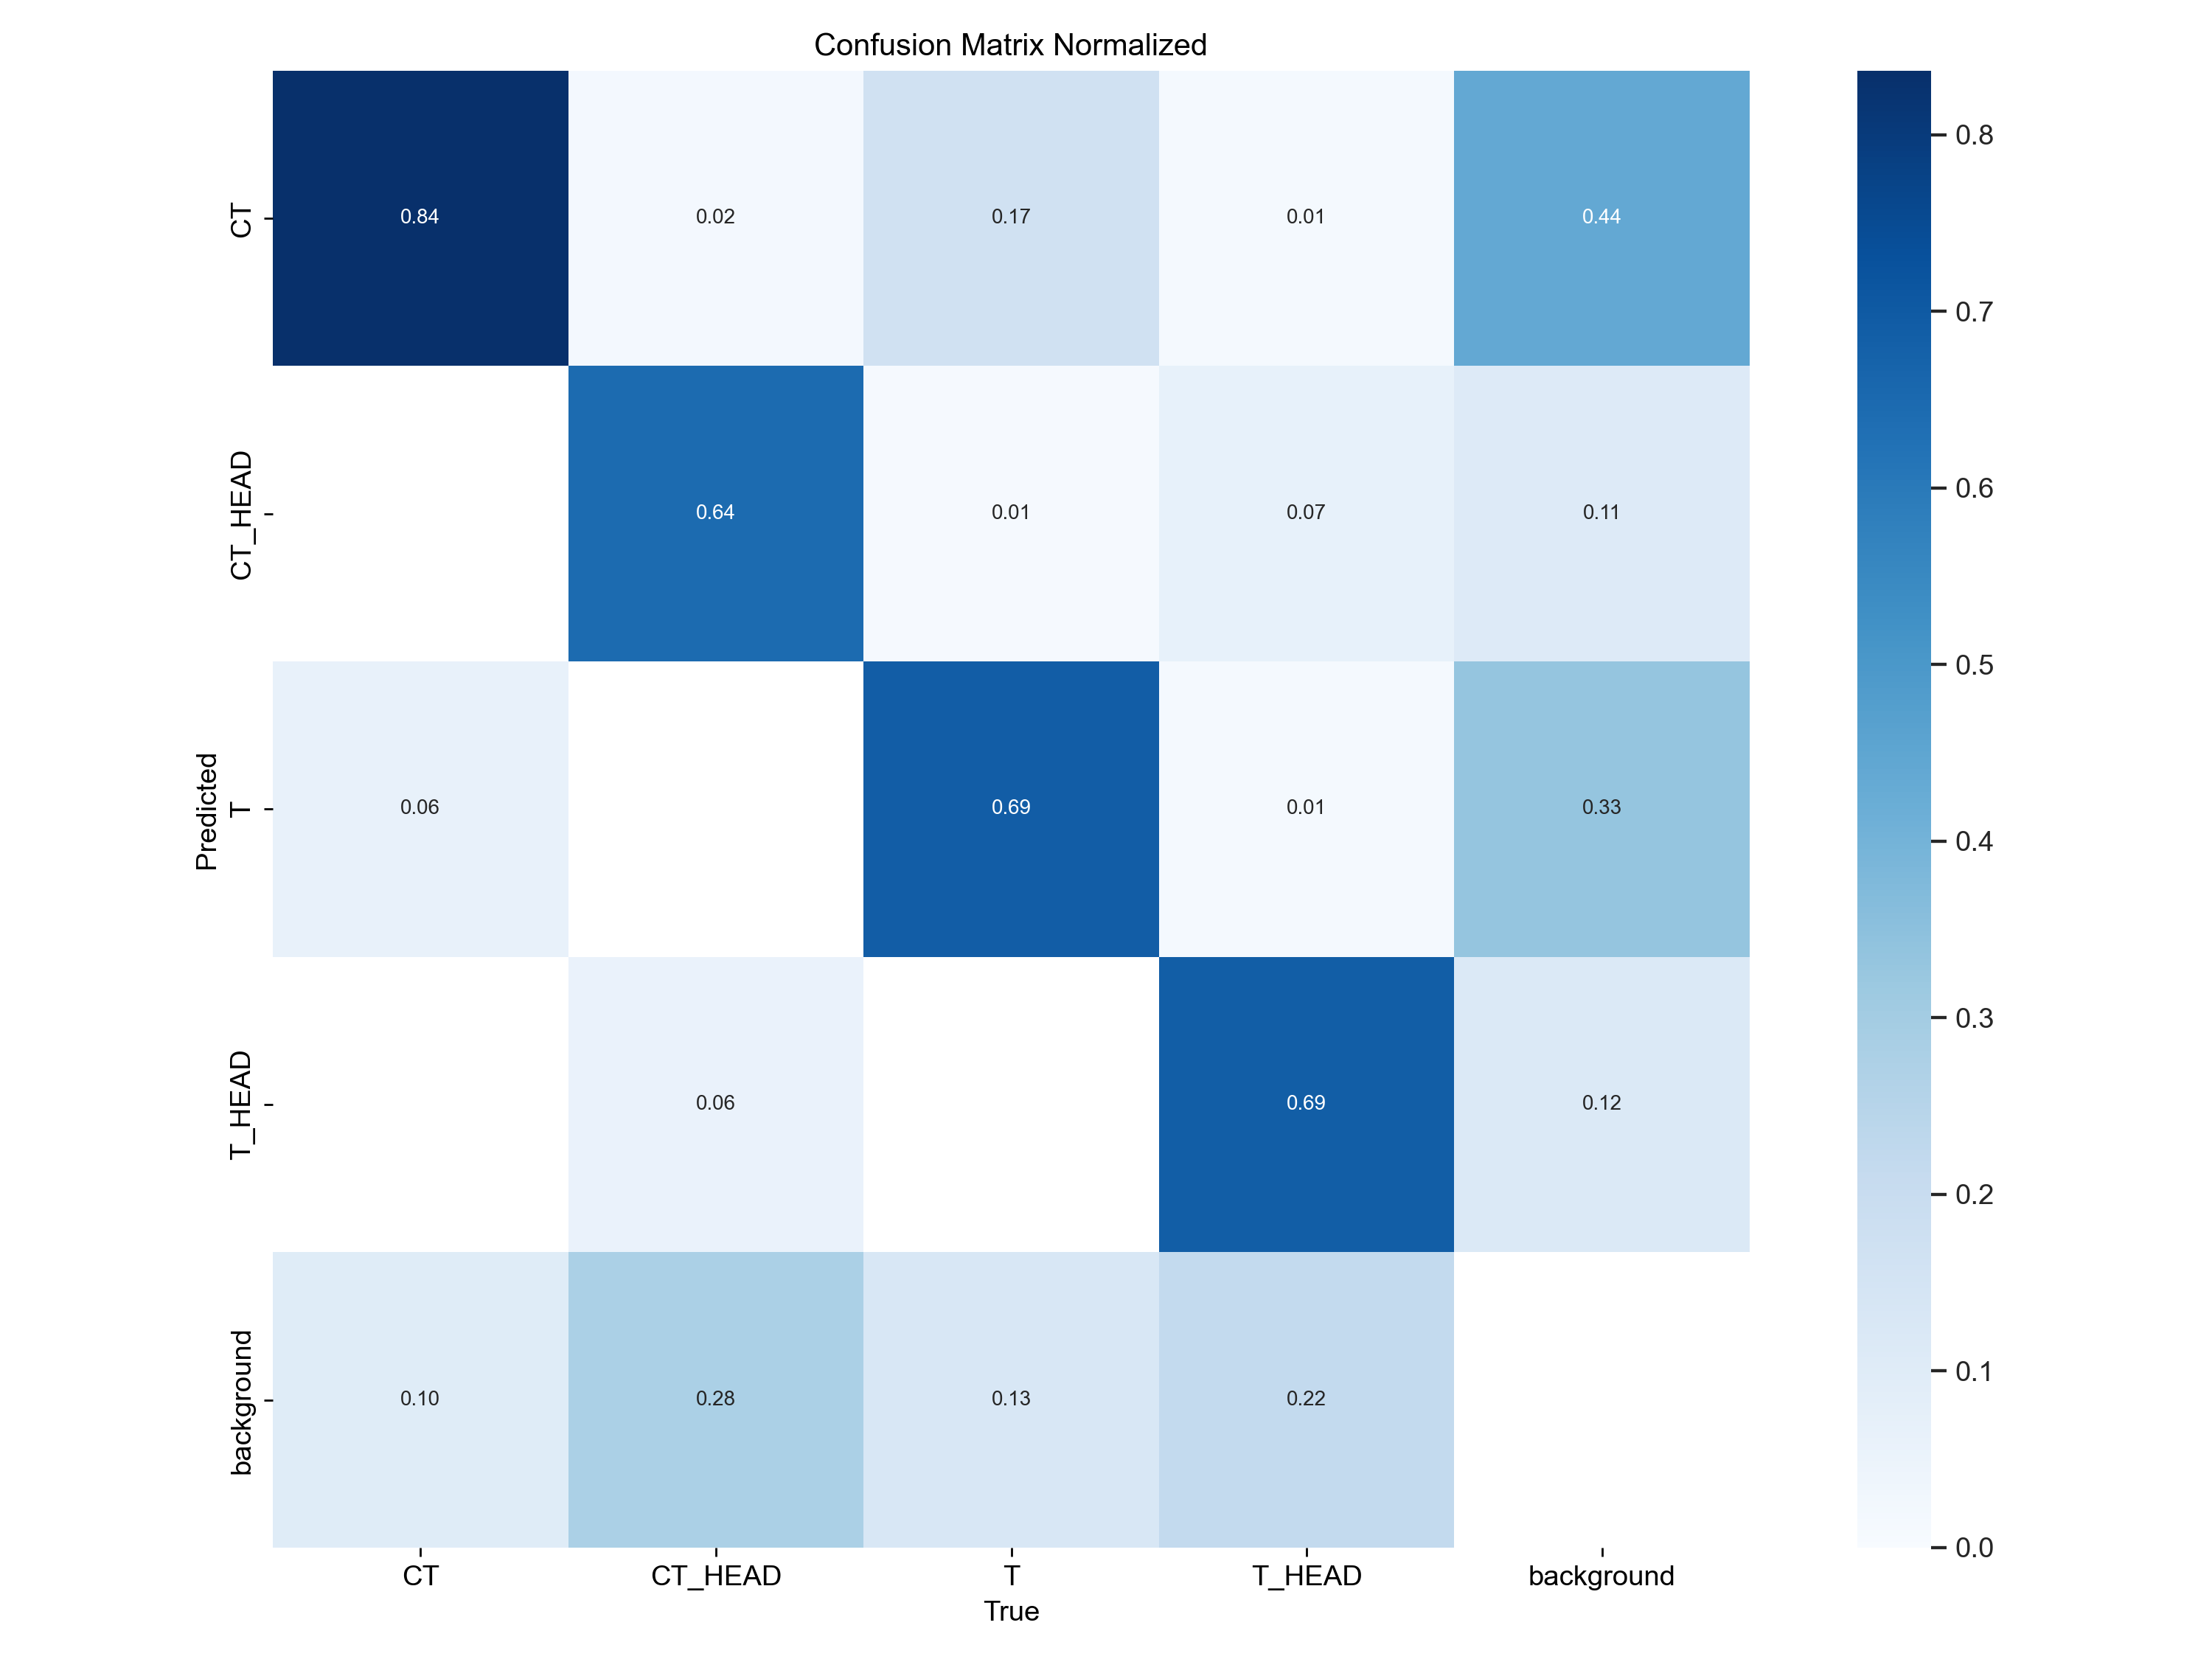 Confusion Matrix Normalized
CT
0.84
0.02
0.17
0.01
0.44
CT_HEAD
0.64
0.01
0.07
0.11
Predicted
T
0.06
0.69
0.01
0.33
T_HEAD
0.06
0.69
0.12
background
0.10
0.28
0.13
0.22
CT
CT_HEAD
T
T_HEAD
background
True
0.8
0.7
0.6
0.5
0.4
0.3
0.2
0.1
0.0